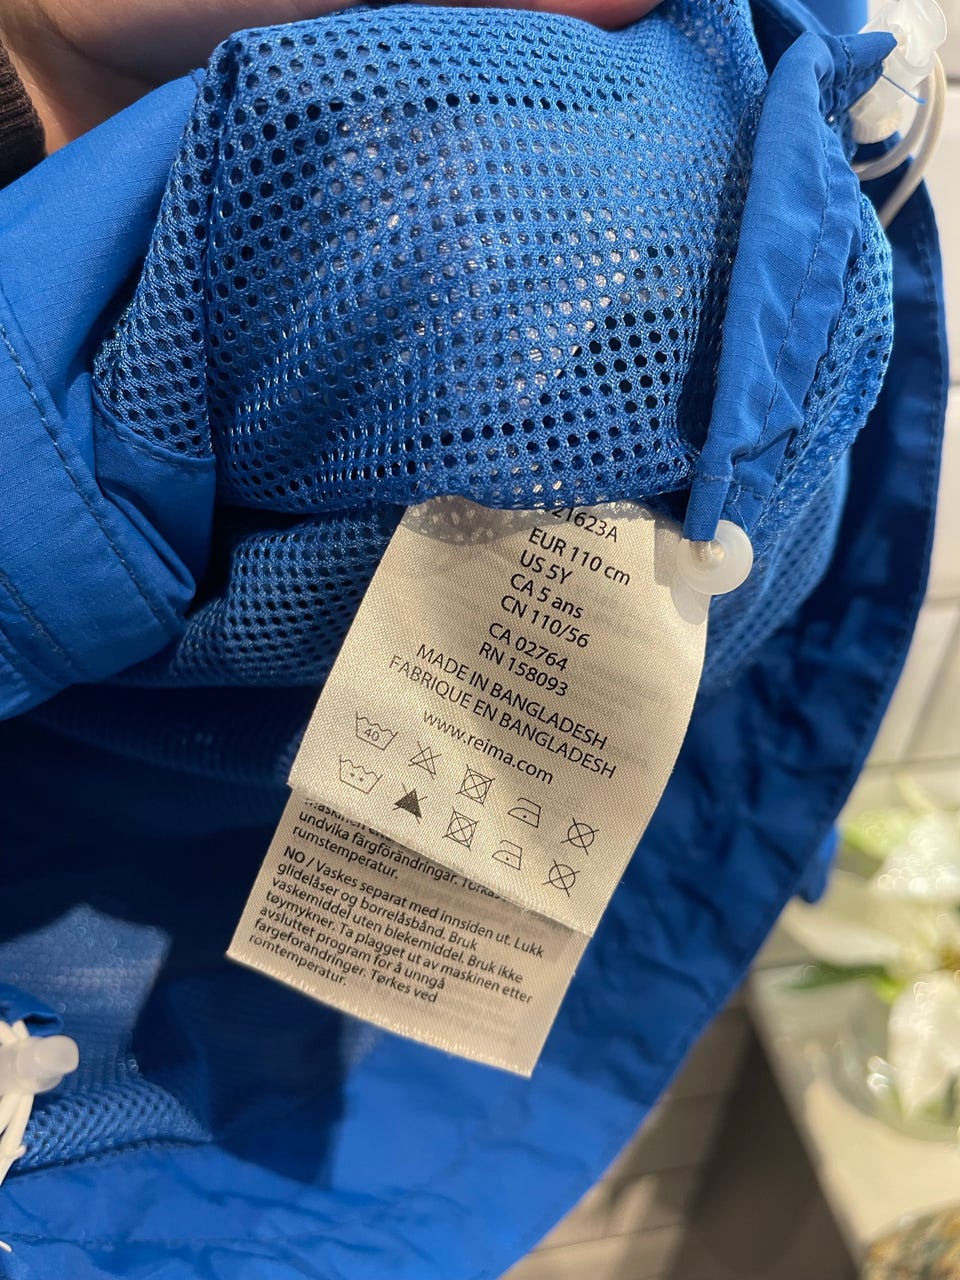 21623A
EUR 110 cm
US 5Y
CA 5 ans
CN 110/56
CA 02764
RN 158093
MADE IN BANGLADESH
FABRIQUE EN BANGLADESH
www.reima.com
40
undvika färgförändringar.
rumstemperatur.
NO / Vaskes separat med innsiden ut. Lukk
glidelåser og borrelåsbånd. Bruk
vaskemiddel uten blekemiddel. Bruk ikke
tøymykner. Ta plagget ut av maskinen etter
avsluttet program for å unngå
fargeforandringer. Tørkes ved
romtemperatur.